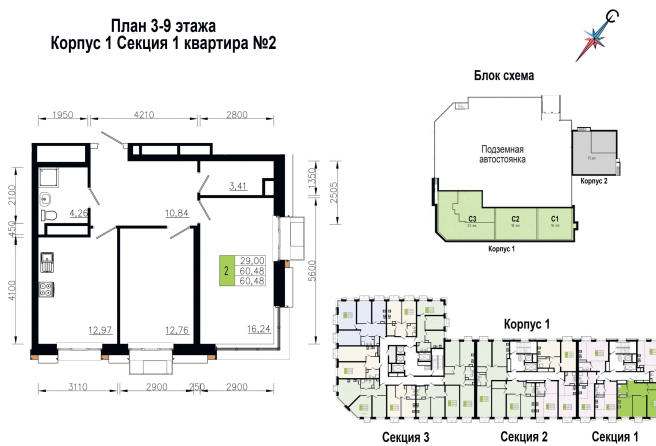 План 3-9 этажа
Корпус 1 Секция 1 квартира №2
С
Блок схема
Подземная
автостоянка
Корпус 2
С3
С2
С1
Корпус 1
1950
4210
2800
2100
450
4100
4.26
10.84
3.41
1350
2505
5600
2
29,00
60,48
60,48
12.97
12.76
16.24
3110
2900
250
2900
Корпус 1
Секция 3
Секция 2
Секция 1